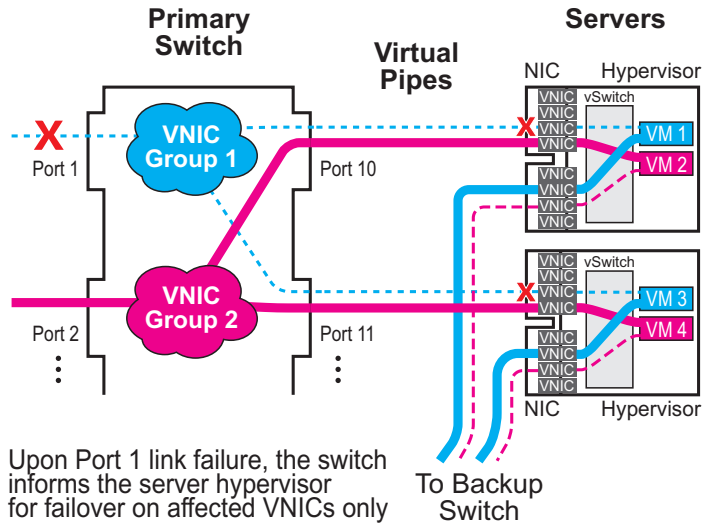 Primary
Switch
Virtual
Pipes
Servers
NIC
Hypervisor
VNIC
VNIC
VNIC
VNIC
vSwitch
VM 1
VM 2
X
X
VNIC
Group 1
Port 1
Port 10
VNIC
VNIC
VNIC
VNIC
vSwitch
VNIC
VNIC
VNIC
VNIC
X
VM 3
VM 4
VNIC
Group 2
Port 2
Port 11
VNIC
VNIC
VNIC
VNIC
NIC
Hypervisor
Upon Port 1 link failure, the switch
informs the server hypervisor
for failover on affected VNICs only
To Backup
Switch